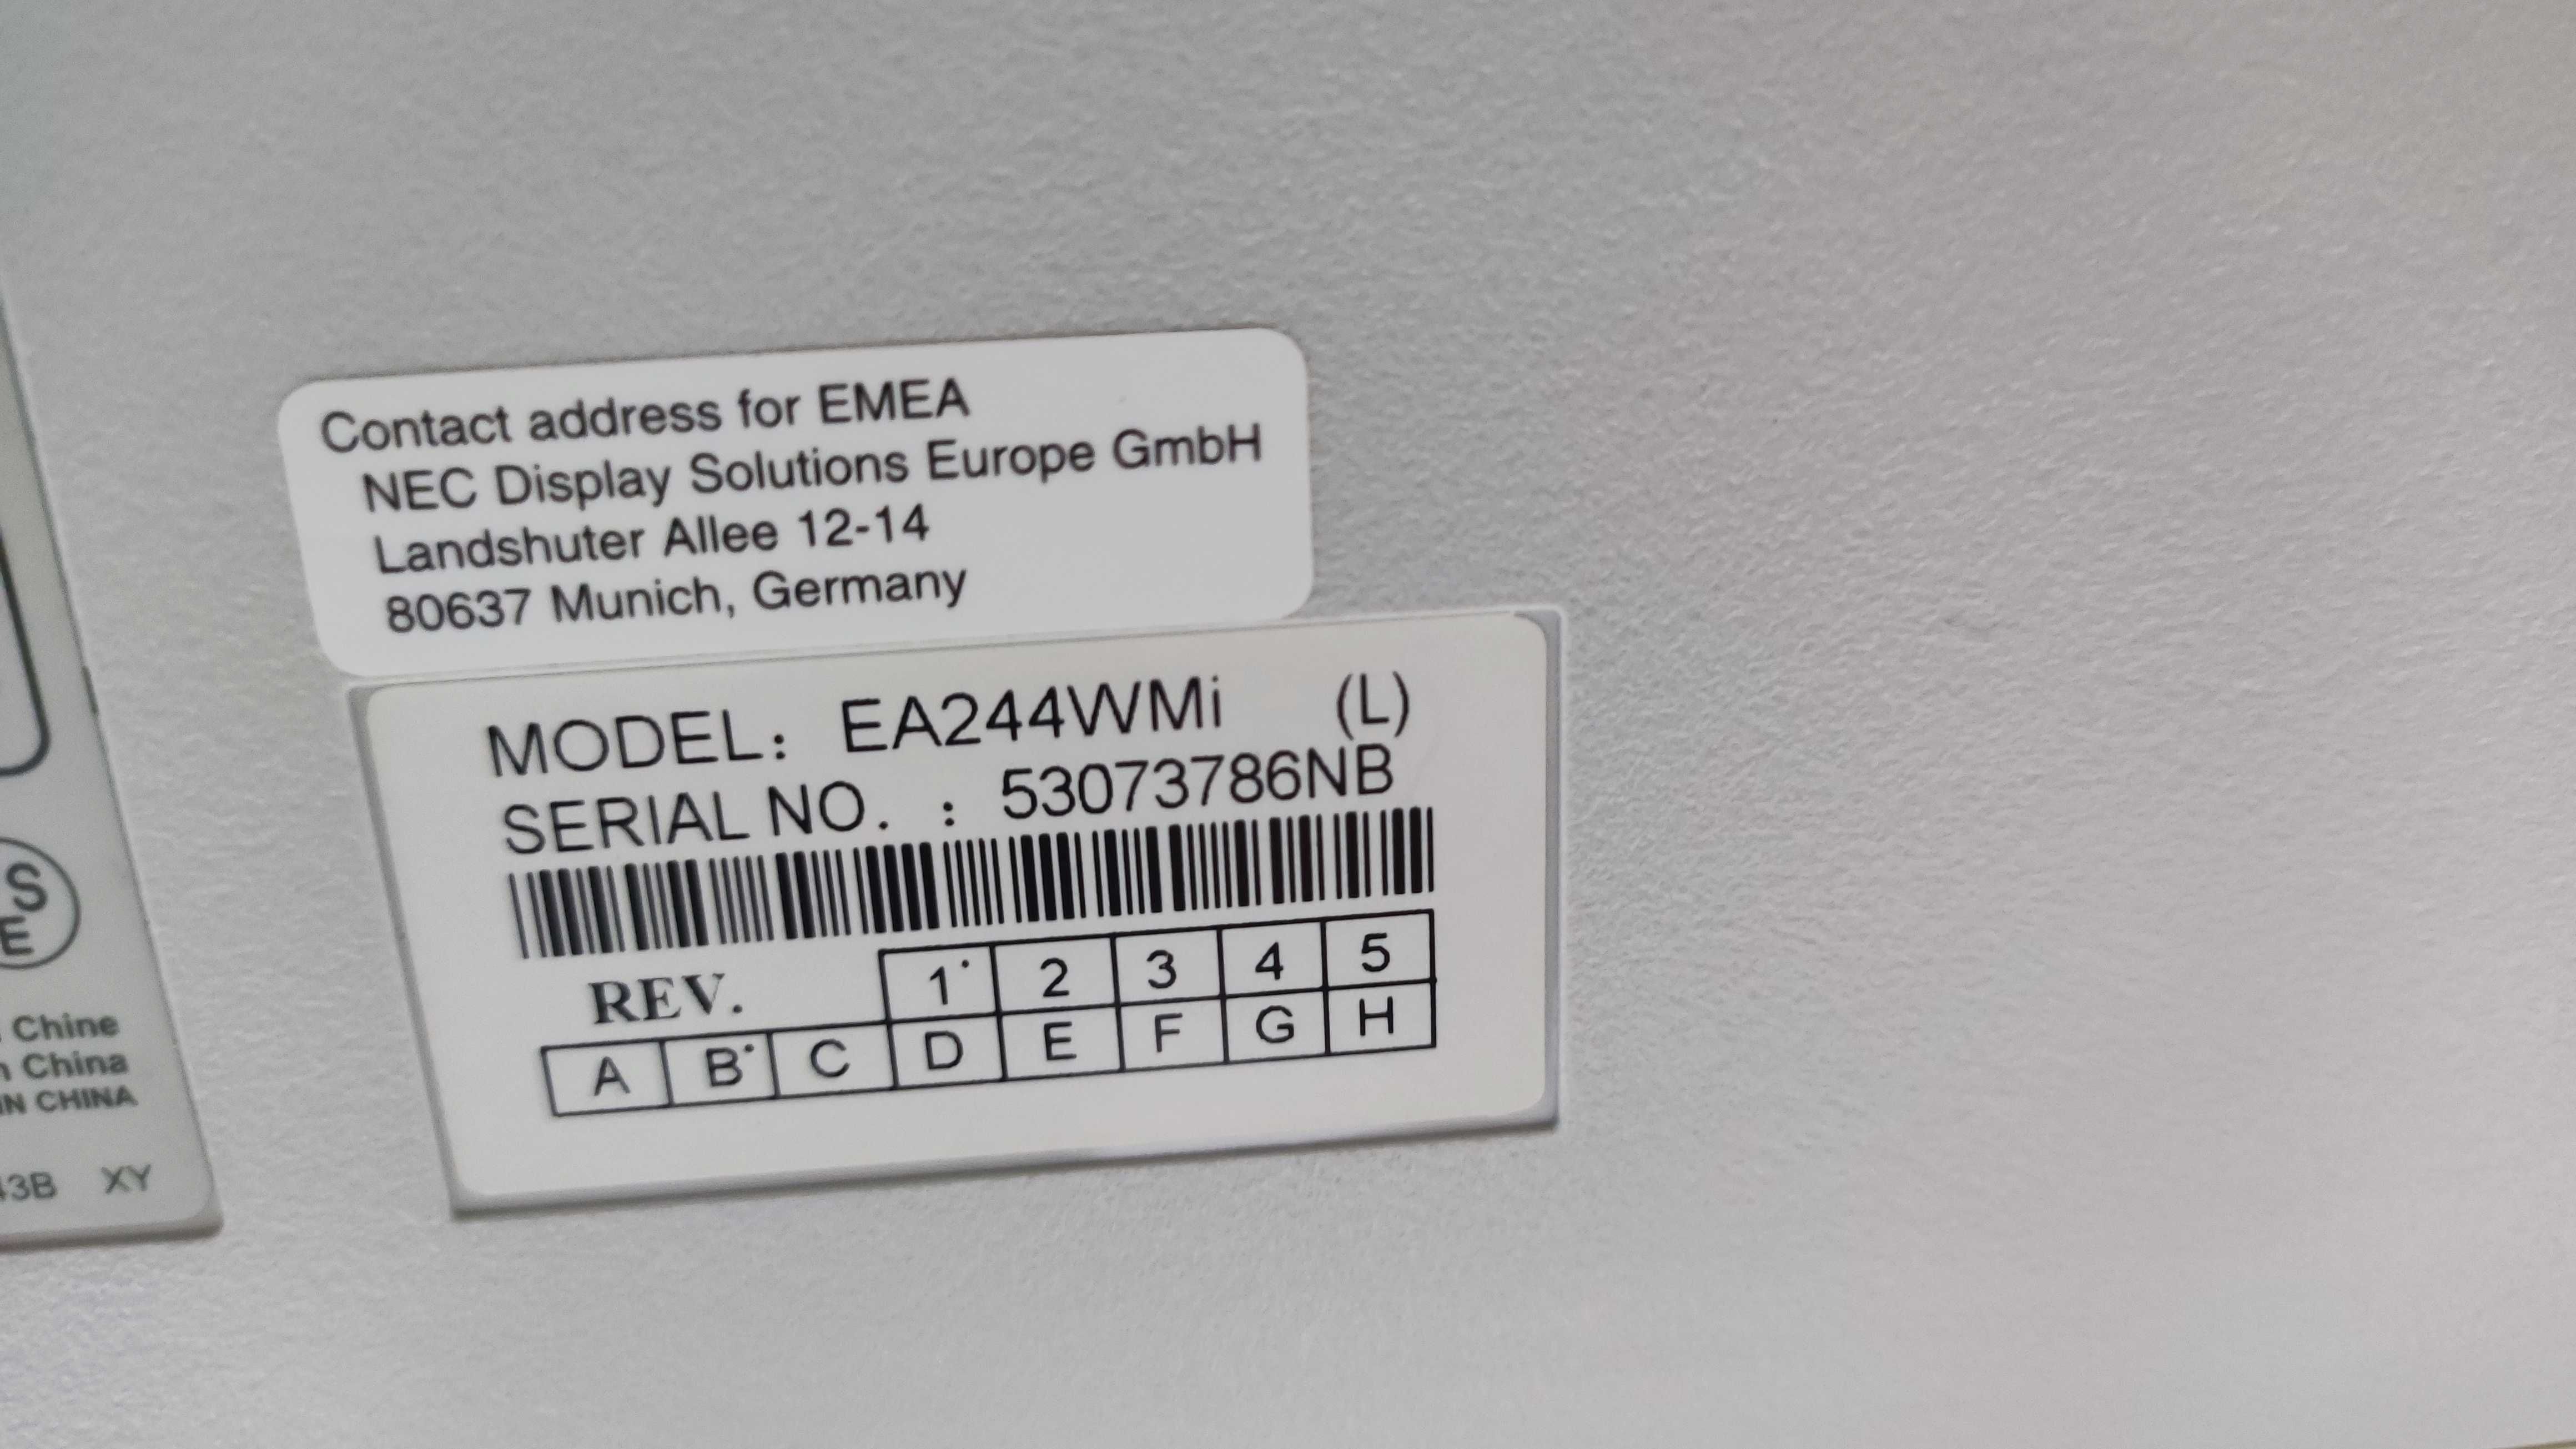 Contact address for EMEA
NEC Display Solutions Europe GmbH
Landshuter Allee 12-14
80637 Munich, Germany
MODEL: EA244WMi (L)
SERIAL NO. : 53073786NB
REV. 1 2 3 4 5
A B C D E F G H
S
E
Chine
China
IN CHINA
3B XY